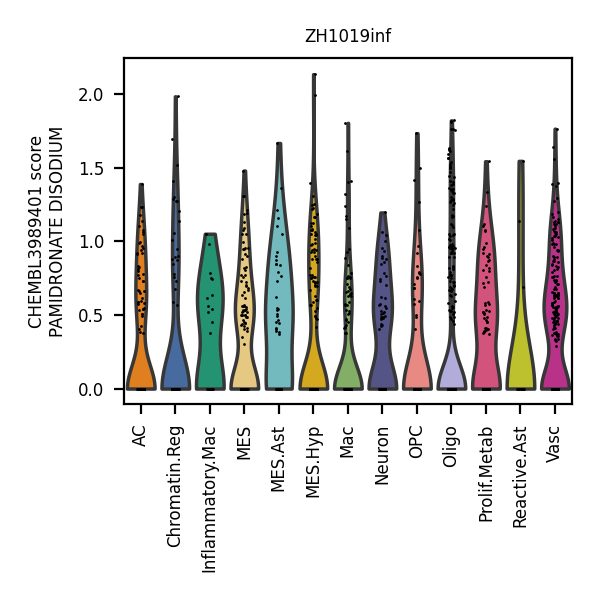 ZH1019inf
CHEMBL3989401 score
PAMIDRONATE DISODIUM
2.0
1.5
1.0
0.5
0.0
AC
Chromatin.Reg
Inflammatory.Mac
MES
MES.Ast
MES.Hyp
Mac
Neuron
OPC
Oligo
Prolif.Metab
Reactive.Ast
Vasc